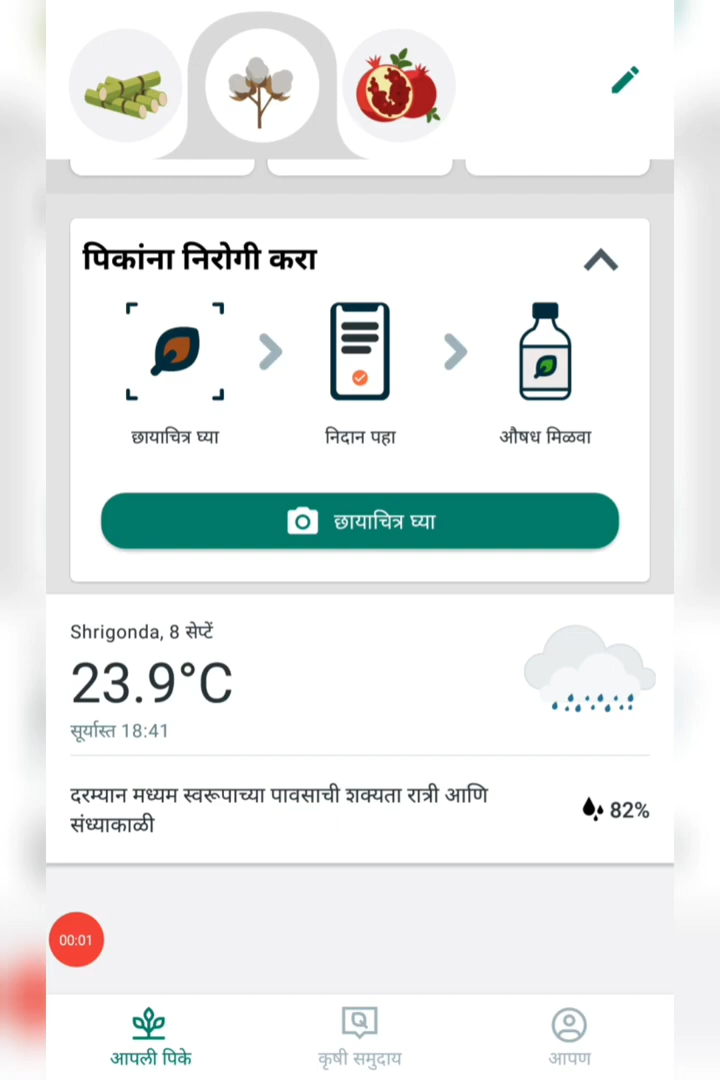 पिकांना निरोगी करा
छायाचित्र घ्या
निदान पहा
औषध मिळवा
छायाचित्र घ्या
Shrigonda, 8 सेप्टें
23.9°C
सूर्यास्त 18:41
दरम्यान मध्यम स्वरूपाच्या पावसाची शक्यता रात्री आणि
संध्याकाळी
82%
00:01
आपली पिके
कृषी समुदाय
आपण